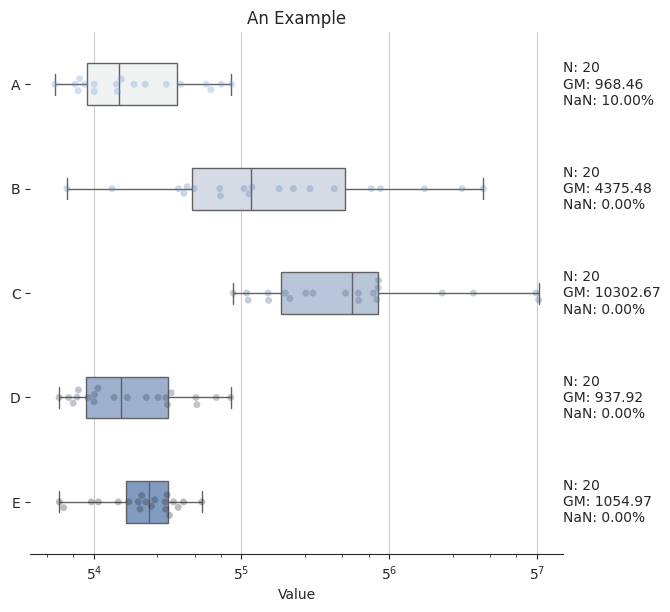 An Example
A
N: 20
GM: 968.46
NaN: 10.00%
B
N: 20
GM: 4375.48
NaN: 0.00%
C
N: 20
GM: 10302.67
NaN: 0.00%
D
N: 20
GM: 937.92
NaN: 0.00%
E
N: 20
GM: 1054.97
NaN: 0.00%
5⁴ 5⁵ 5⁶ 5⁷
Value